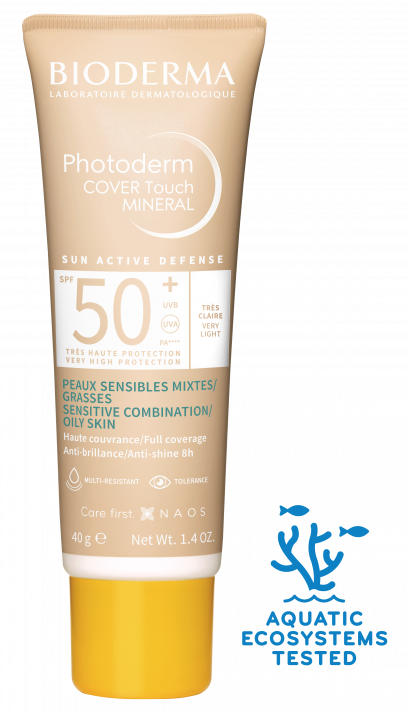 BIODERMA
LABORATOIRE DERMATOLOGIQUE
Photoderm
COVER Touch
MINERAL
SUN ACTIVE DEFENSE
SPF
50+
UVB
UVA
PA++++
TRÈS HAUTE PROTECTION
VERY HIGH PROTECTION
TRÈS
CLAIRE
VERY
LIGHT
PEAUX SENSIBLES MIXTES/
GRASSES
SENSITIVE COMBINATION/
OILY SKIN
Haute couvrance/Full coverage
Anti-brillance/Anti-shine 8h
MULTI-RESISTANT
TOLERANCE
Care first. NAOS
40 g ℮ Net Wt. 1.4 OZ.
AQUATIC
ECOSYSTEMS
TESTED